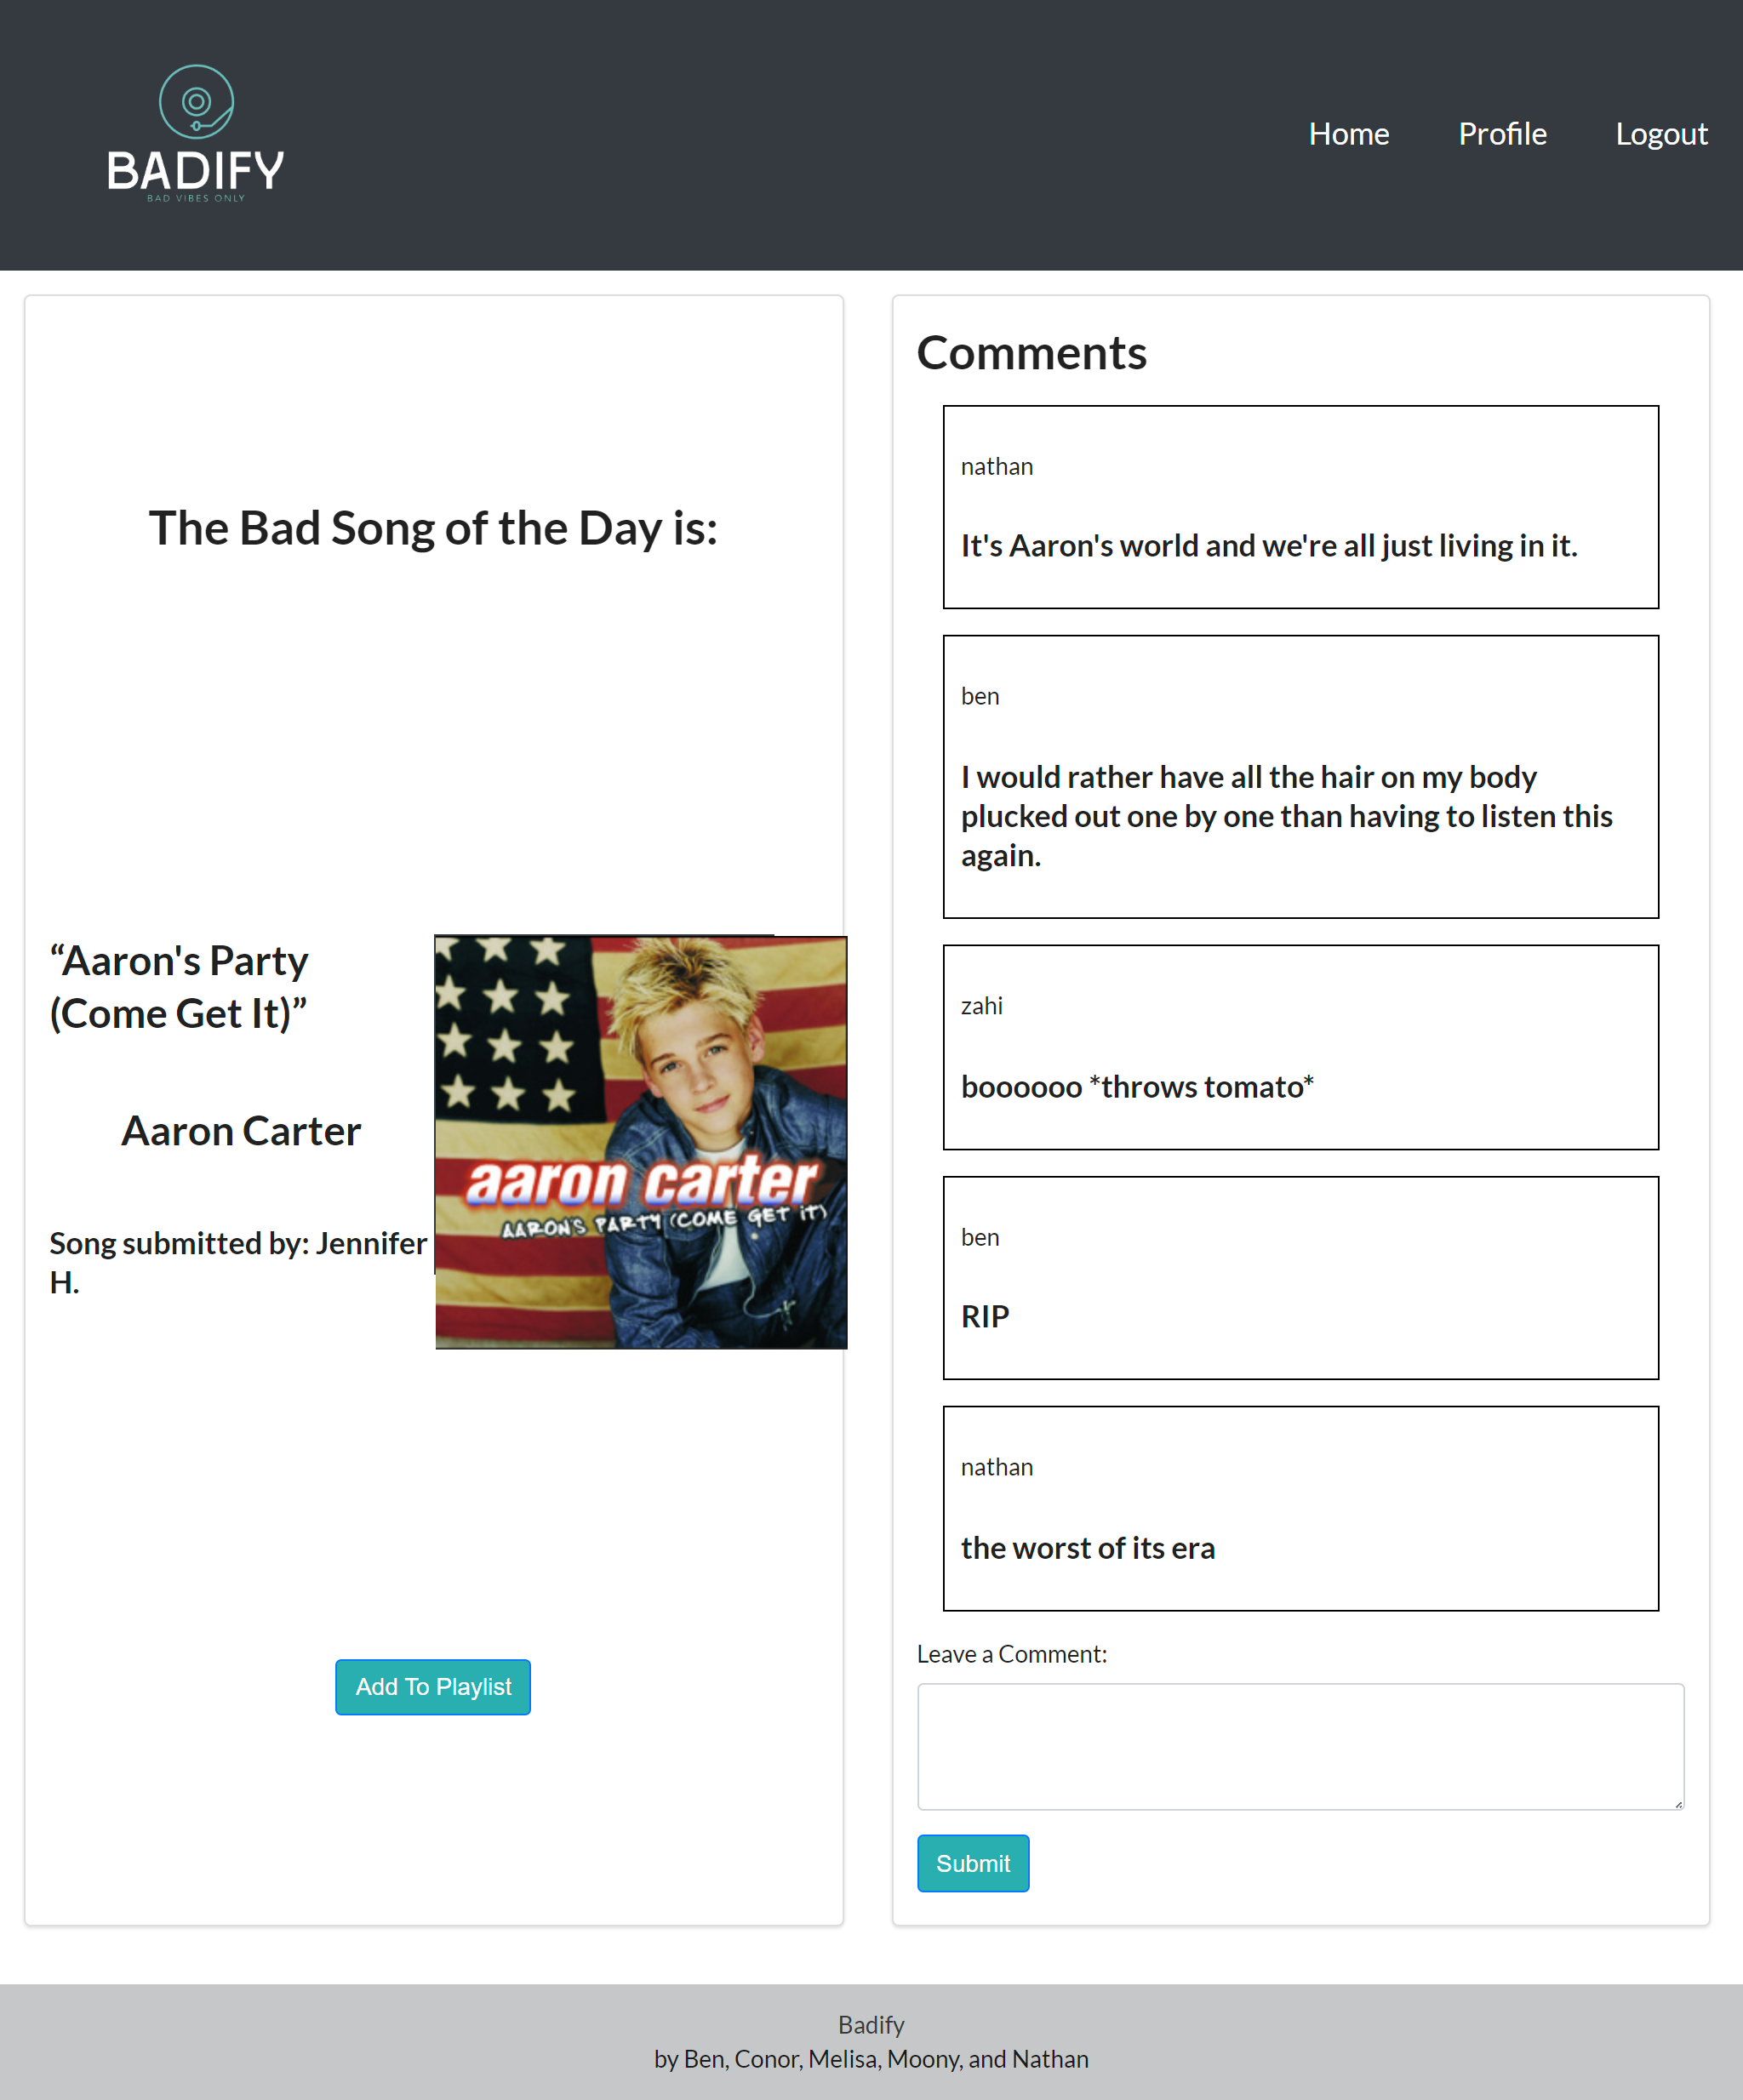 BADIFY
BAD VIBES ONLY
Home Profile Logout
The Bad Song of the Day is:
“Aaron's Party
(Come Get It)”
Aaron Carter
Song submitted by: Jennifer
H.
aaron carter
AARON'S PARTY (COME GET IT)
Add To Playlist
Comments
nathan
It's Aaron's world and we're all just living in it.
ben
I would rather have all the hair on my body
plucked out one by one than having to listen this
again.
zahi
boooooo *throws tomato*
ben
RIP
nathan
the worst of its era
Leave a Comment:
Submit
Badify
by Ben, Conor, Melisa, Moony, and Nathan